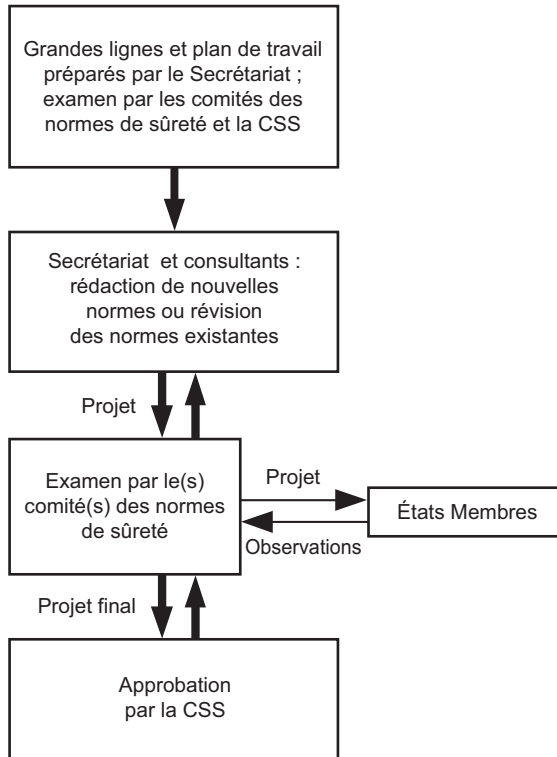 Grandes lignes et plan de travail
préparés par le Secrétariat ;
examen par les comités des
normes de sûreté et la CSS
Secrétariat et consultants :
rédaction de nouvelles
normes ou révision
des normes existantes
Projet
Examen par le(s)
comité(s) des normes
de sûreté
Projet
États Membres
Observations
Projet final
Approbation
par la CSS